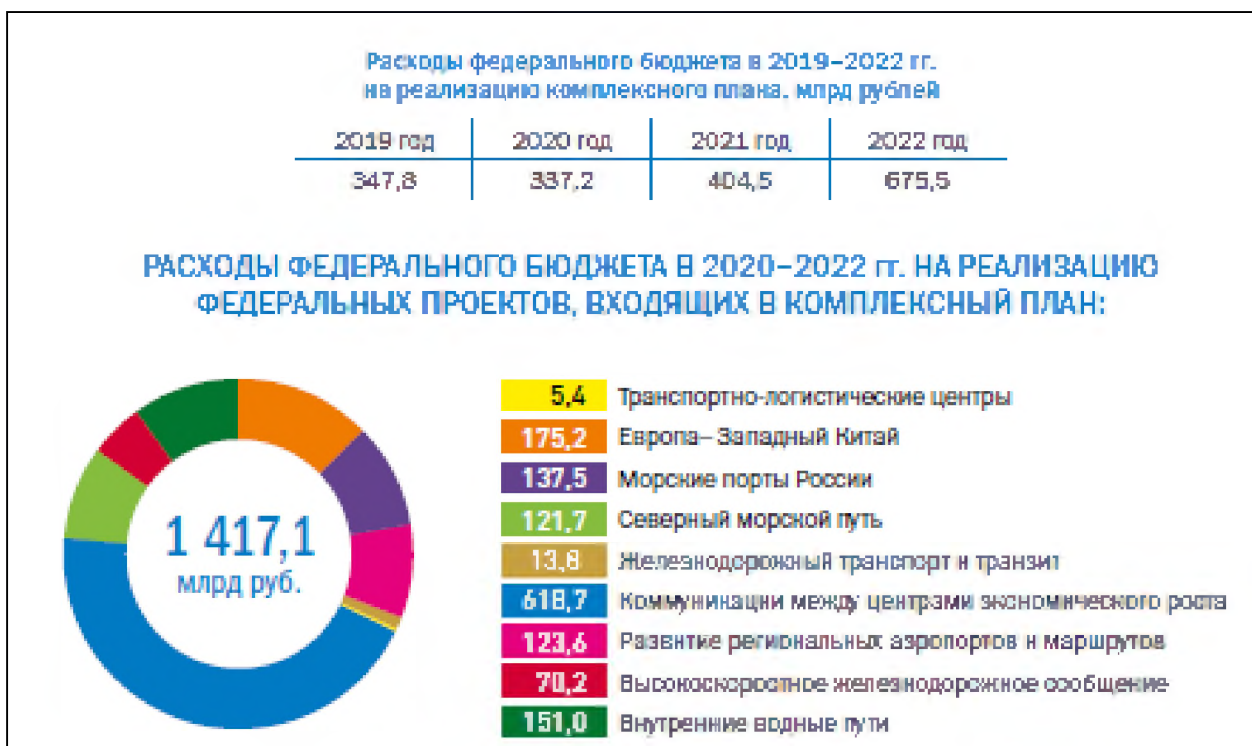 Расходы федерального бюджета в 2019–2022 гг.
на реализацию комплексного плана, млрд рублей
2019 год 2020 год 2021 год 2022 год
347,8 337,2 404,5 675,5
РАСХОДЫ ФЕДЕРАЛЬНОГО БЮДЖЕТА В 2020–2022 гг. НА РЕАЛИЗАЦИЮ
ФЕДЕРАЛЬНЫХ ПРОЕКТОВ, ВХОДЯЩИХ В КОМПЛЕКСНЫЙ ПЛАН:
1 417,1
млрд руб.
5,4 Транспортно-логистические центры
175,2 Европа–Западный Китай
137,5 Морские порты России
121,7 Северный морской путь
13,8 Железнодорожный транспорт и транзит
618,7 Коммуникации между центрами экономического роста
123,6 Развитие региональных аэропортов и маршрутов
70,2 Высокоскоростное железнодорожное сообщение
151,0 Внутренние водные пути